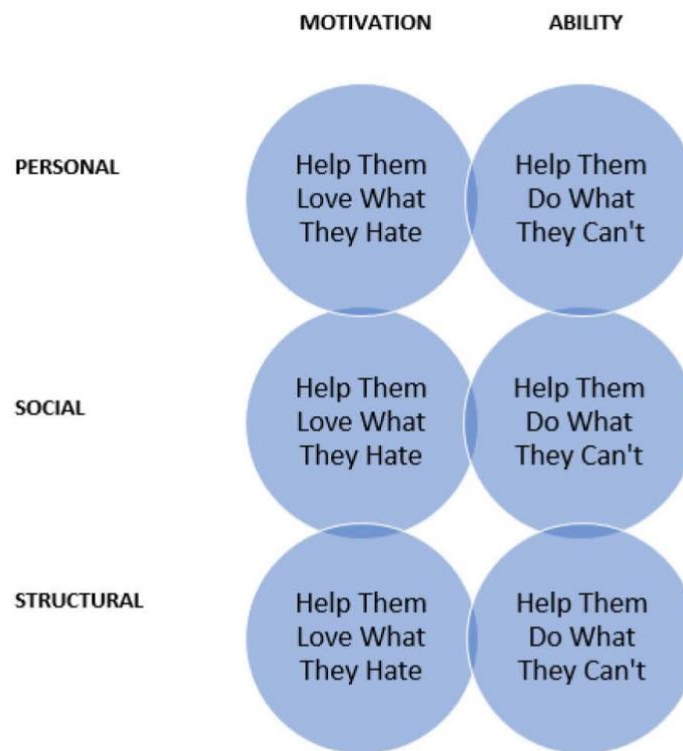 MOTIVATION ABILITY
PERSONAL
Help Them
Love What
They Hate
Help Them
Do What
They Can't
SOCIAL
Help Them
Love What
They Hate
Help Them
Do What
They Can't
STRUCTURAL
Help Them
Love What
They Hate
Help Them
Do What
They Can't